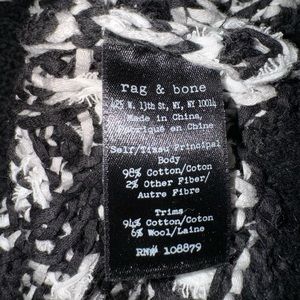 rag & bone
425 W. 13th St, NY, NY 10014
Made in China,
Fabriqué en Chine
Self/Tissu Principal
Body
98% Cotton/Coton
2% Other Fiber/
Autre Fibre
Trims
94% Cotton/Coton
6% Wool/Laine
RN# 108879